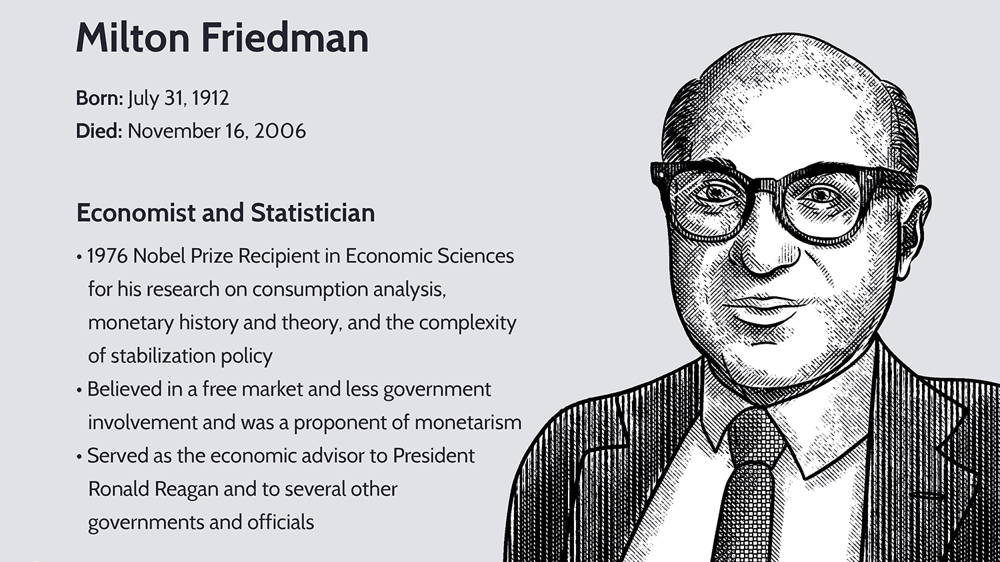 Milton Friedman
Born: July 31, 1912
Died: November 16, 2006
Economist and Statistician
• 1976 Nobel Prize Recipient in Economic Sciences
for his research on consumption analysis,
monetary history and theory, and the complexity
of stabilization policy
• Believed in a free market and less government
involvement and was a proponent of monetarism
• Served as the economic advisor to President
Ronald Reagan and to several other
governments and officials